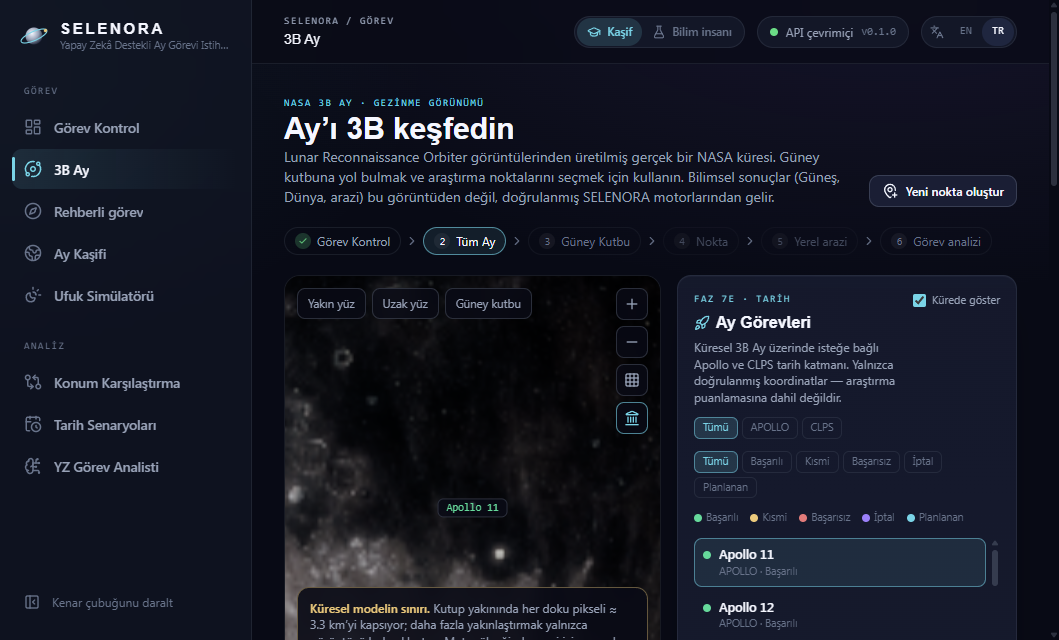 SELENORA
Yapay Zekâ Destekli Ay Görevi İstih...
GÖREV
Görev Kontrol
3B Ay
Rehberli görev
Ay Kaşifi
Ufuk Simülatörü
ANALİZ
Konum Karşılaştırma
Tarih Senaryoları
YZ Görev Analisti
Kenar çubuğunu daralt
SELENORA / GÖREV
3B Ay
Kaşif
Bilim insanı
API çevrimiçi v0.1.0
EN
TR
NASA 3B AY · GEZİNME GÖRÜNÜMÜ
Ay’ı 3B keşfedin
Lunar Reconnaissance Orbiter görüntülerinden üretilmiş gerçek bir NASA küresi. Güney
kutbuna yol bulmak ve araştırma noktalarını seçmek için kullanın. Bilimsel sonuçlar (Güneş,
Dünya, arazi) bu görüntüden değil, doğrulanmış SELENORA motorlarından gelir.
Yeni nokta oluştur
Görev Kontrol
2 Tüm Ay
3 Güney Kutbu
4 Nokta
5 Yerel arazi
6 Görev analizi
Yakın yüz
Uzak yüz
Güney kutbu
Apollo 11
Küresel modelin sınırı. Kutup yakınında her doku pikseli ≈
3.3 km'yi kapsıyor; daha fazla yakınlaştırmak yalnızca
FAZ 7E · TARİH
Kürede göster
Ay Görevleri
Küresel 3B Ay üzerinde isteğe bağlı
Apollo ve CLPS tarih katmanı. Yalnızca
doğrulanmış koordinatlar — araştırma
puanlamasına dahil değildir.
Tümü
APOLLO
CLPS
Tümü
Başarılı
Kısmi
Başarısız
İptal
Planlanan
Başarılı
Kısmi
Başarısız
İptal
Planlanan
Apollo 11
APOLLO · Başarılı
Apollo 12
APOLLO · Başarılı